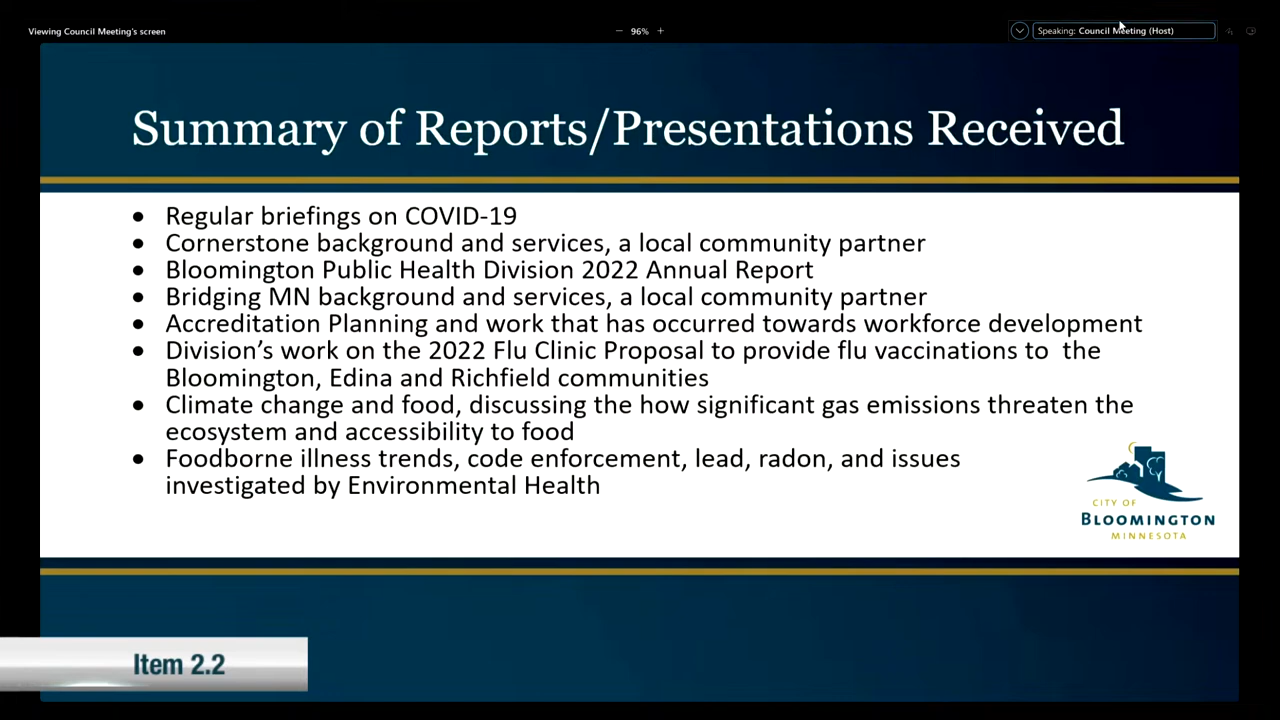 Viewing Council Meeting's screen
− 96% +
Speaking: Council Meeting (Host)
Summary of Reports/Presentations Received
• Regular briefings on COVID-19
• Cornerstone background and services, a local community partner
• Bloomington Public Health Division 2022 Annual Report
• Bridging MN background and services, a local community partner
• Accreditation Planning and work that has occurred towards workforce development
• Division's work on the 2022 Flu Clinic Proposal to provide flu vaccinations to  the
Bloomington, Edina and Richfield communities
• Climate change and food, discussing the how significant gas emissions threaten the
ecosystem and accessibility to food
• Foodborne illness trends, code enforcement, lead, radon, and issues
investigated by Environmental Health
CITY OF
BLOOMINGTON
MINNESOTA
Item 2.2